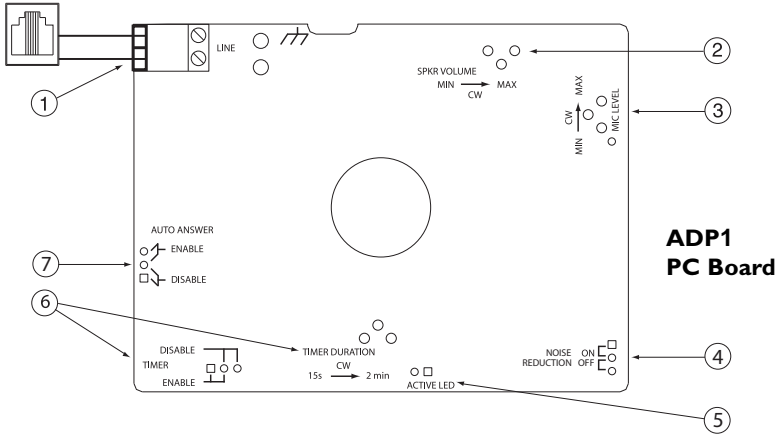 LINE
1
SPKR VOLUME
MIN MAX
CW
2
MAX
CW
MIN
MIC LEVEL
3
ADP1
PC Board
AUTO ANSWER
ENABLE
DISABLE
7
6
DISABLE
TIMER
ENABLE
TIMER DURATION
CW
15s 2 min
ACTIVE LED
5
NOISE ON
REDUCTION OFF
4